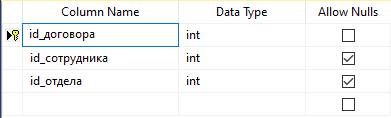 Column Name Data Type Allow Nulls
id_договора int
id_сотрудника int
id_отдела int